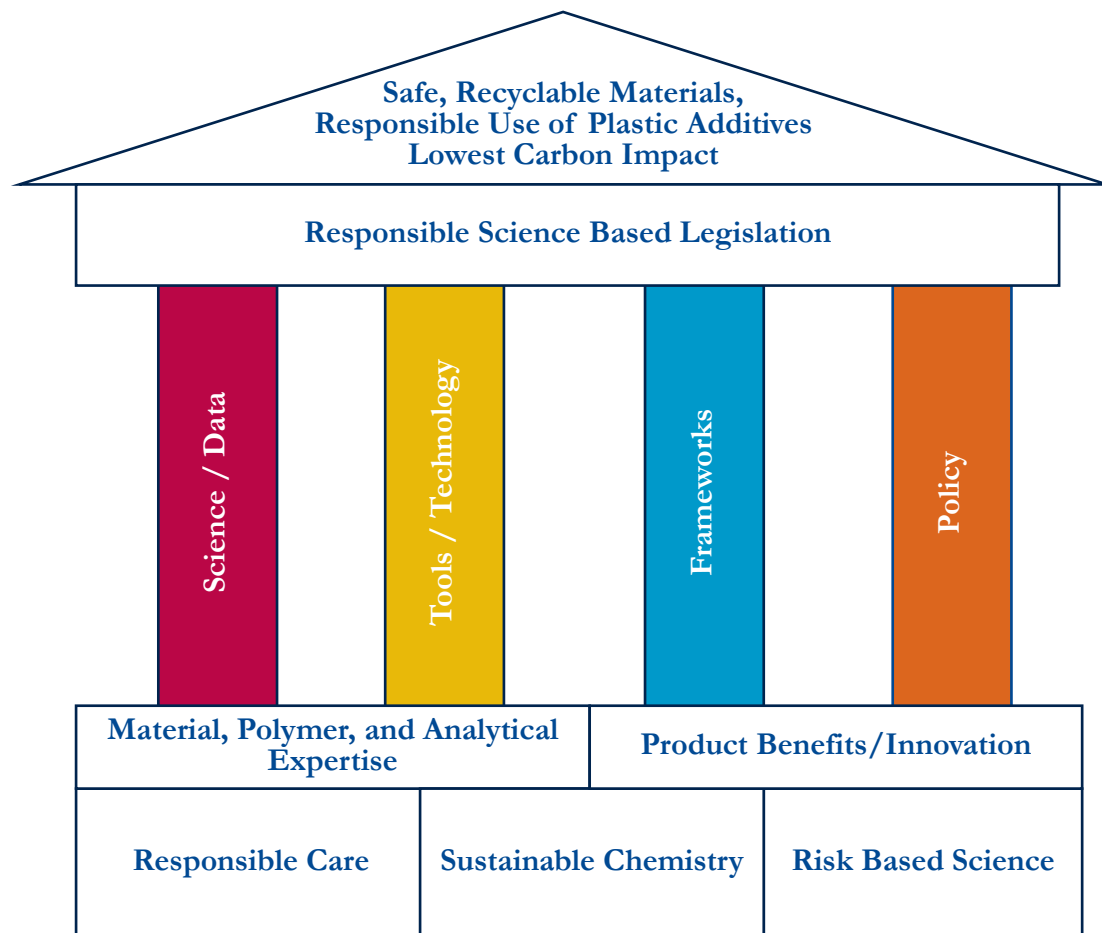 Safe, Recyclable Materials,
Responsible Use of Plastic Additives
Lowest Carbon Impact
Responsible Science Based Legislation
Science / Data
Tools / Technology
Frameworks
Policy
Material, Polymer, and Analytical
Expertise
Product Benefits/Innovation
Responsible Care
Sustainable Chemistry
Risk Based Science